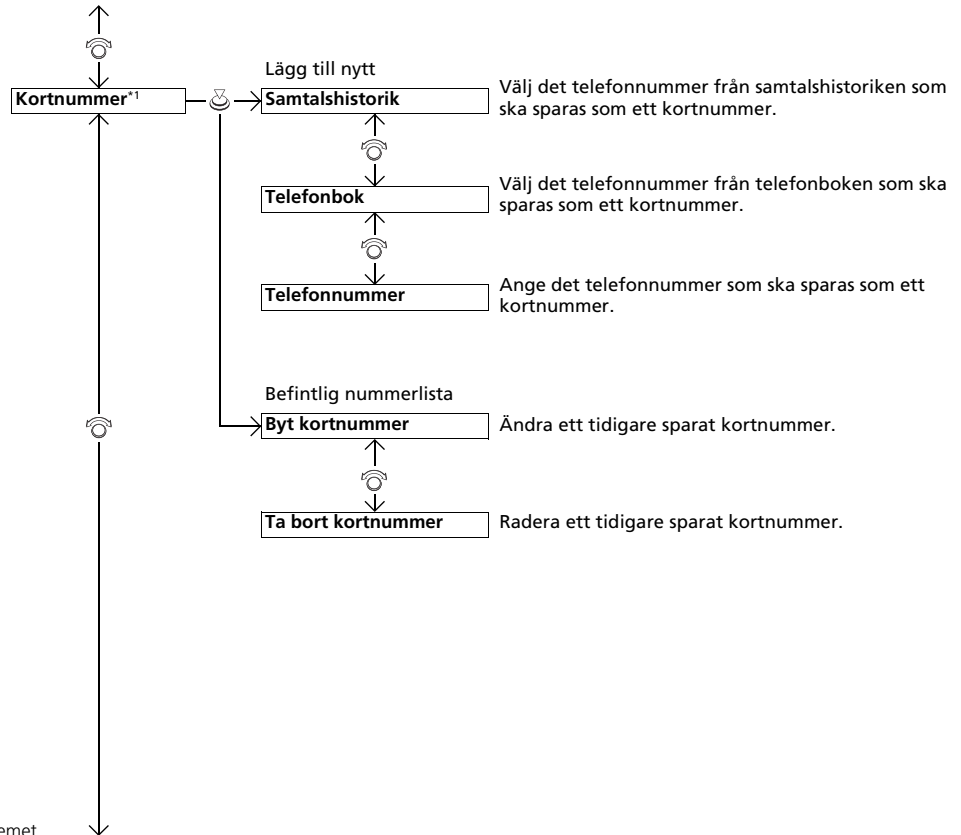 Lägg till nytt
Kortnummer*1
Samtalshistorik
Välj det telefonnummer från samtalshistoriken som
ska sparas som ett kortnummer.
Telefonbok
Välj det telefonnummer från telefonboken som ska
sparas som ett kortnummer.
Telefonnummer
Ange det telefonnummer som ska sparas som ett
kortnummer.
Befintlig nummerlista
Byt kortnummer
Ändra ett tidigare sparat kortnummer.
Ta bort kortnummer
Radera ett tidigare sparat kortnummer.